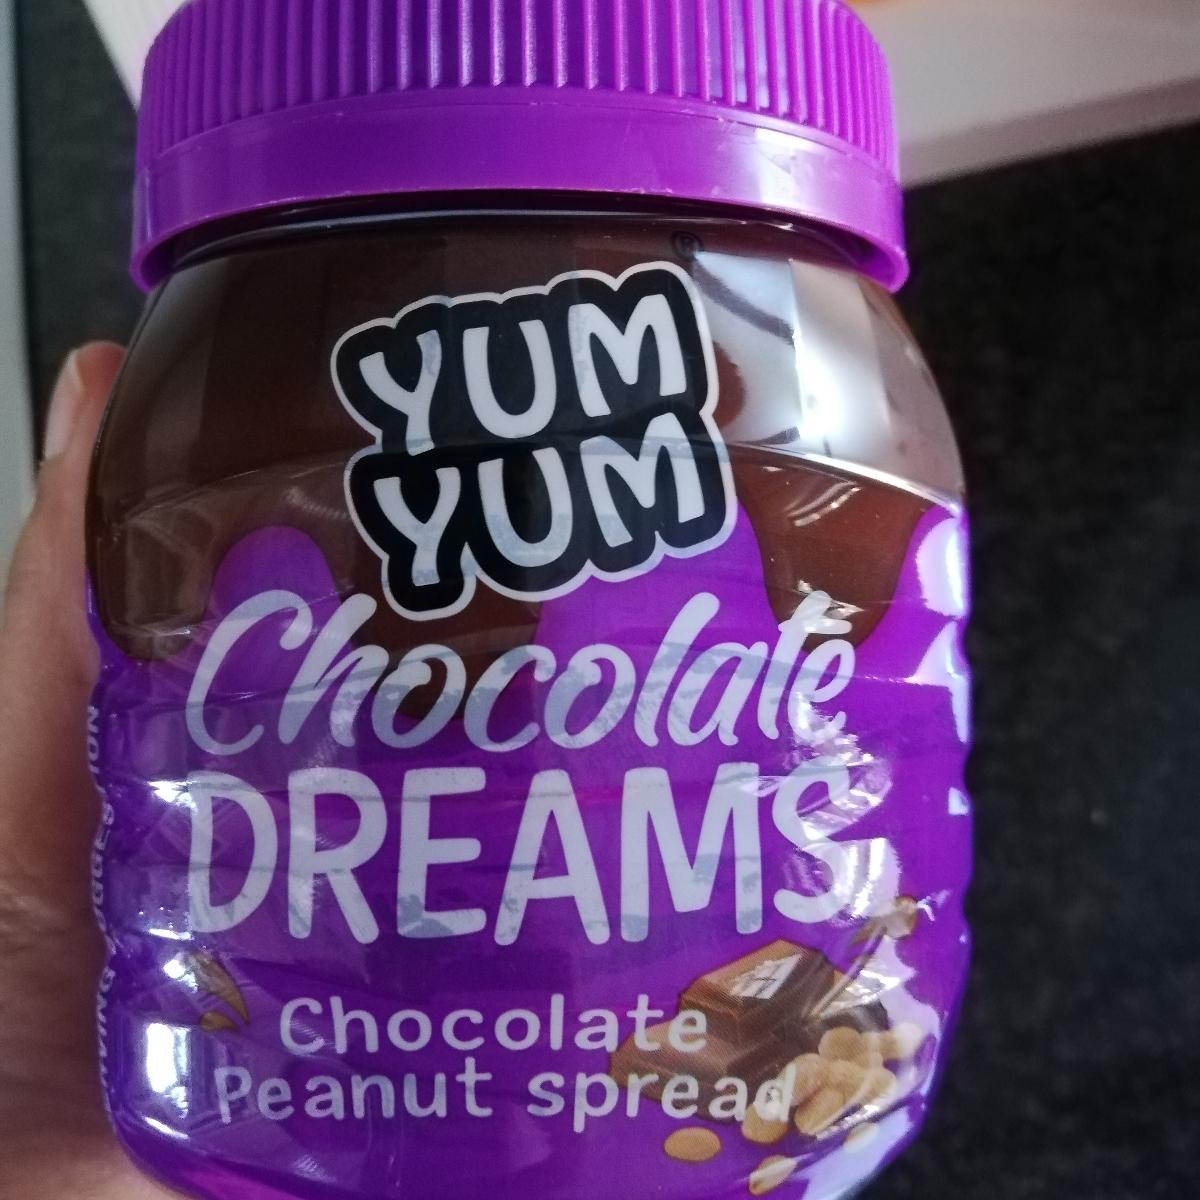 ®
YUM
YUM
Chocolate
DREAMS
Chocolate
Peanut spread